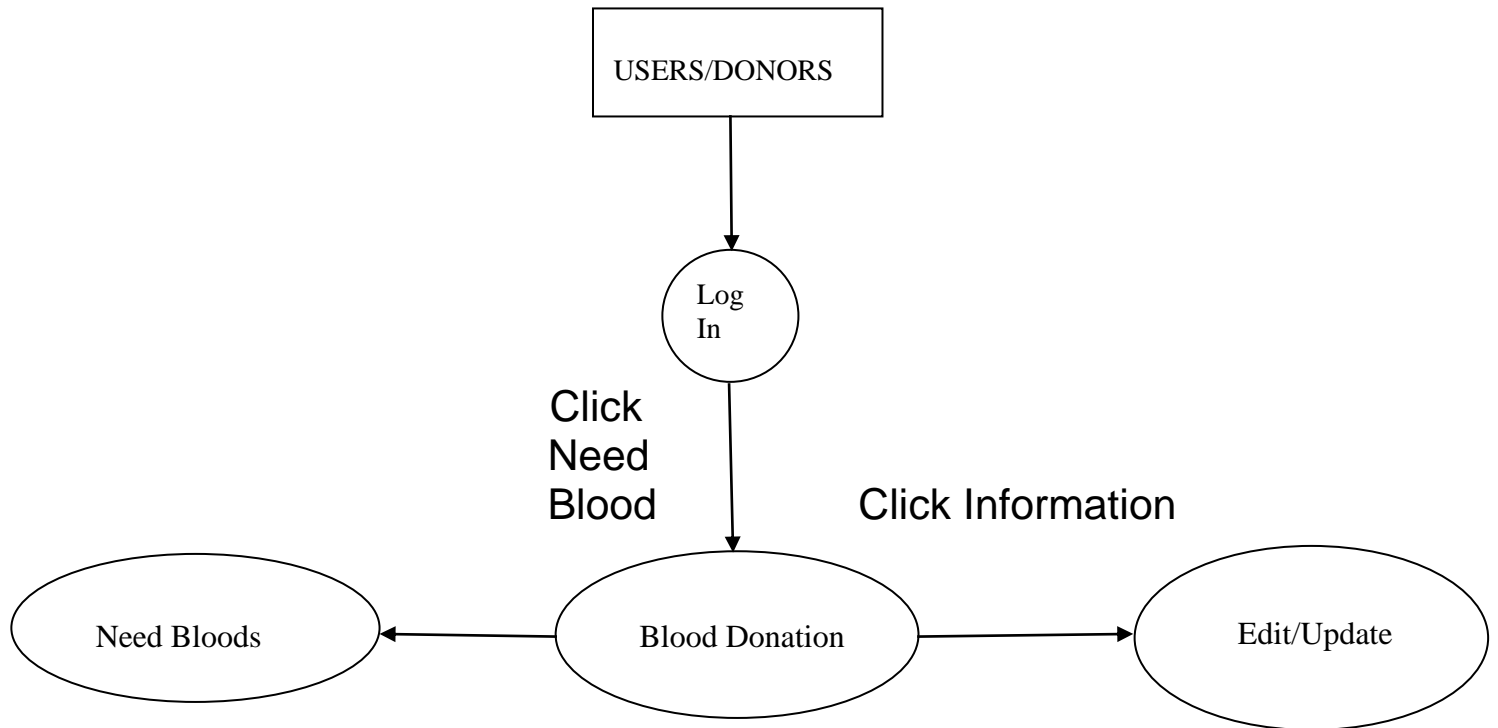 USERS/DONORS
Log
In
Click
Need
Blood
Click Information
Need Bloods
Blood Donation
Edit/Update